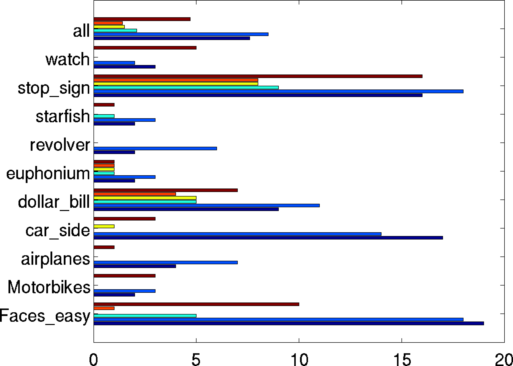 all
watch
stop_sign
starfish
revolver
euphonium
dollar_bill
car_side
airplanes
Motorbikes
Faces_easy
0 5 10 15 20